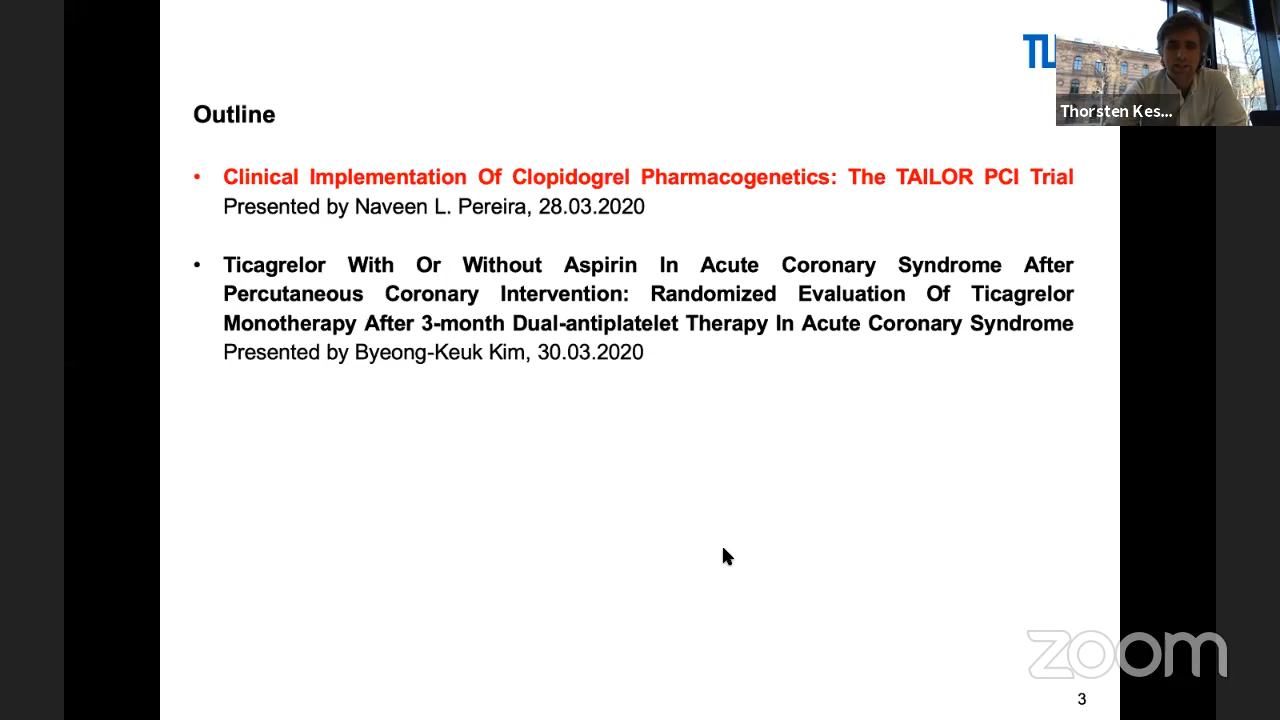 TU
Thorsten Kes...
Outline
• Clinical Implementation Of Clopidogrel Pharmacogenetics: The TAILOR PCI Trial
Presented by Naveen L. Pereira, 28.03.2020
• Ticagrelor With Or Without Aspirin In Acute Coronary Syndrome After
Percutaneous Coronary Intervention: Randomized Evaluation Of Ticagrelor
Monotherapy After 3-month Dual-antiplatelet Therapy In Acute Coronary Syndrome
Presented by Byeong-Keuk Kim, 30.03.2020
zoom
3